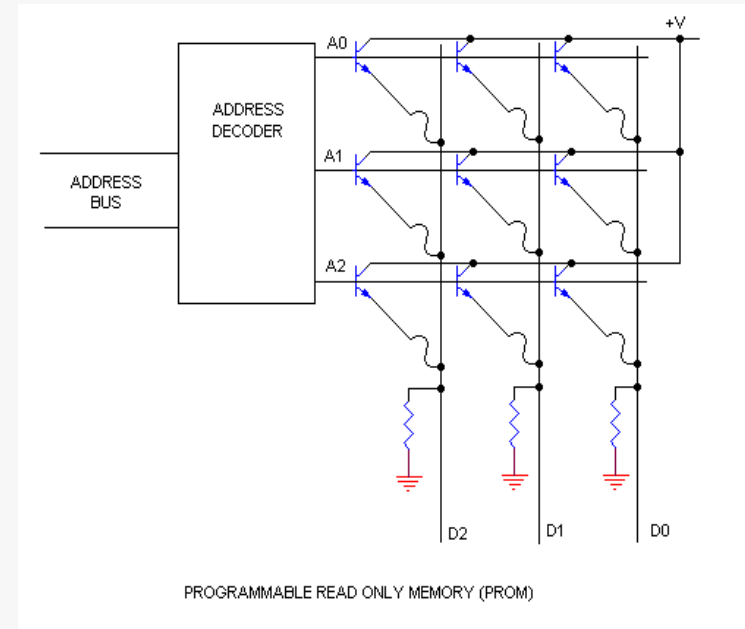 +V
A0
ADDRESS
DECODER
A1
ADDRESS
BUS
A2
D2
D1
D0
PROGRAMMABLE READ ONLY MEMORY (PROM)